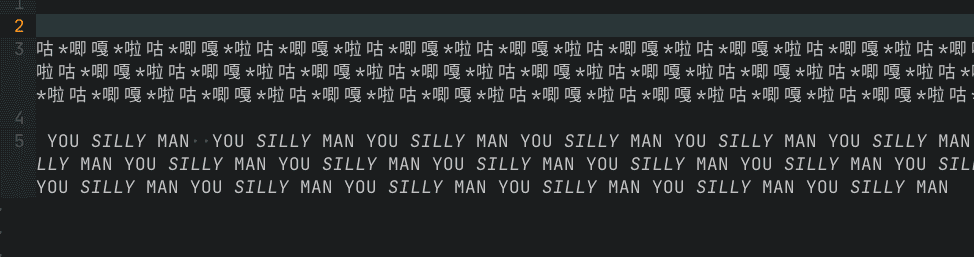 1
2
3 咕*唧 嘎*啦 咕*唧 嘎*啦 咕*唧 嘎*啦 咕*唧 嘎*啦 咕*唧 嘎*啦 咕*唧 嘎*啦 咕*唧 嘎*啦 咕*唧 嘎*啦 咕*唧
啦 咕*唧 嘎*啦 咕*唧 嘎*啦 咕*唧 嘎*啦 咕*唧 嘎*啦 咕*唧 嘎*啦 咕*唧 嘎*啦 咕*唧 嘎*啦 咕*唧 嘎*啦 咕*
*啦 咕*唧 嘎*啦 咕*唧 嘎*啦 咕*唧 嘎*啦 咕*唧 嘎*啦 咕*唧 嘎*啦 咕*唧 嘎*啦 咕*唧 嘎*啦 咕*唧 嘎*啦 咕*
4
5 YOU SILLY MAN··YOU SILLY MAN YOU SILLY MAN YOU SILLY MAN YOU SILLY MAN YOU SILLY MAN
LLY MAN YOU SILLY MAN YOU SILLY MAN YOU SILLY MAN YOU SILLY MAN YOU SILLY MAN YOU SIL
YOU SILLY MAN YOU SILLY MAN YOU SILLY MAN YOU SILLY MAN YOU SILLY MAN YOU SILLY MAN